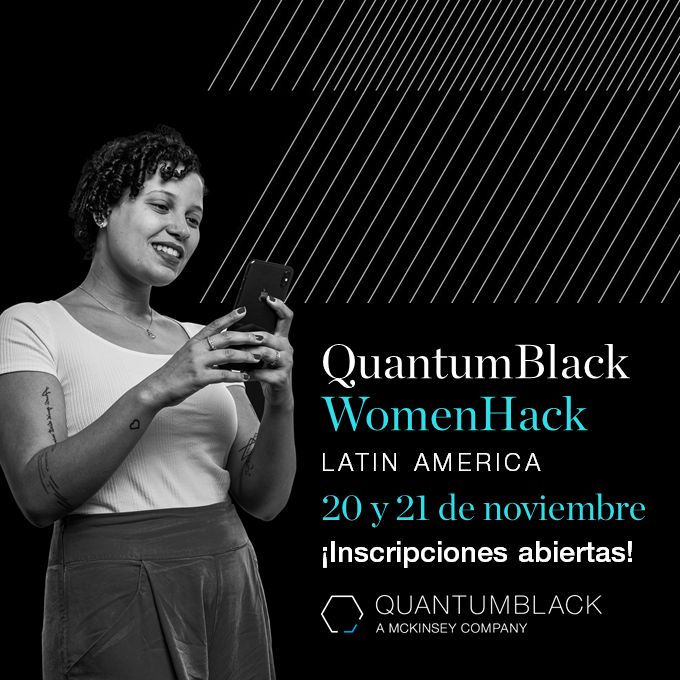 QuantumBlack
WomenHack
LATIN AMERICA
20 y 21 de noviembre
¡Inscripciones abiertas!
QUANTUMBLACK
A MCKINSEY COMPANY